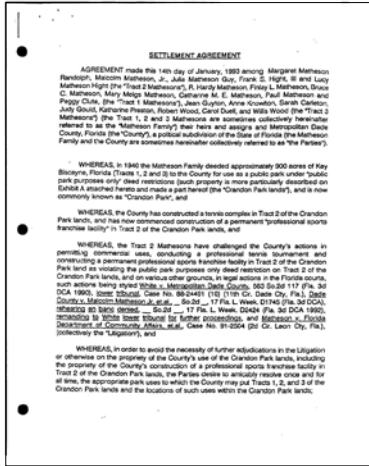 SETTLEMENT AGREEMENT
AGREEMENT made this 14th day of January, 1993 among Margaret Matheson
Randolph, Malcolm Matheson, Jr., Julia Matheson Guy, Frank S. Hight, III and Lucy
Matheson Hight (the "Tract 2 Mathesons"), R. Hardy Matheson, Finlay L. Matheson, Bruce
C. Matheson, Mary Melgs Matheson, Catharine M. E. Matheson, Paul Matheson and
Peggy Clute, (the "Tract 1 Mathesons"), Jean Guyton, Anne Knowlton, Sarah Carleton,
Judy Gould, Katharine Preston, Robert Wood, Carol Duell, and Willis Wood (the "Tract 3
Mathesons") (the Tract 1, 2 and 3 Mathesons are sometimes collectively hereinafter
referred to as the "Matheson Family") their heirs and assigns and Metropolitan Dade
County, Florida (the "County"), a political subdivision of the State of Florida (the Matheson
Family and the County are sometimes hereinafter collectively referred to as "the Parties").
WHEREAS, in 1940 the Matheson Family deeded approximately 900 acres of Key
Biscayne, Florida (Tracts 1, 2 and 3) to the County for use as a public park under "public
park purposes only" deed restrictions (such property is more particularly described on
Exhibit A attached hereto and made a part hereof (the "Crandon Park lands"), and is now
commonly known as "Crandon Park", and
WHEREAS, the County has constructed a tennis complex in Tract 2 of the Crandon
Park lands, and has now commenced construction of a permanent "professional sports
franchise facility" in Tract 2 of the Crandon Park lands, and
WHEREAS, the Tract 2 Mathesons have challenged the County's actions in
permitting commercial uses, conducting a professional tennis tournament and
constructing a permanent professional sports franchise facility in Tract 2 of the Crandon
Park land as violating the public park purposes only deed restriction on Tract 2 of the
Crandon Park lands, and on various other grounds, in legal actions in the Florida courts,
such actions being styled White v. Metropolitan Dade County, 563 So.2d 117 (Fla. 3d
DCA 1990), lower tribunal, Case No. 88-24451 (10) (11th Cir. Dade Cty, Fla.), Dade
County v. Malcolm Matheson Jr. et al., _ So.2d _, 17 Fla. L. Week. D1745 (Fla. 3d DCA),
rehearing en banc denied, _ So.2d _, 17 Fla. L. Week. D2424 (Fla. 3d DCA 1992),
remanding to White lower tribunal for further proceedings, and Matheson v. Florida
Department of Community Affairs, et.al., Case No. 91-2504 (2d Cir. Leon Cty, Fla.),
(collectively the "Litigation"), and
WHEREAS, in order to avoid the necessity of further adjudications in the Litigation
or otherwise on the propriety of the County's use of the Crandon Park lands, including
the propriety of the County's construction of a professional sports franchise facility in
Tract 2 of the Crandon Park lands, the Parties desire to amicably resolve once and for
all time, the appropriate park uses to which the County may put Tracts 1, 2, and 3 of the
Crandon Park lands and the locations of such uses within the Crandon Park lands;